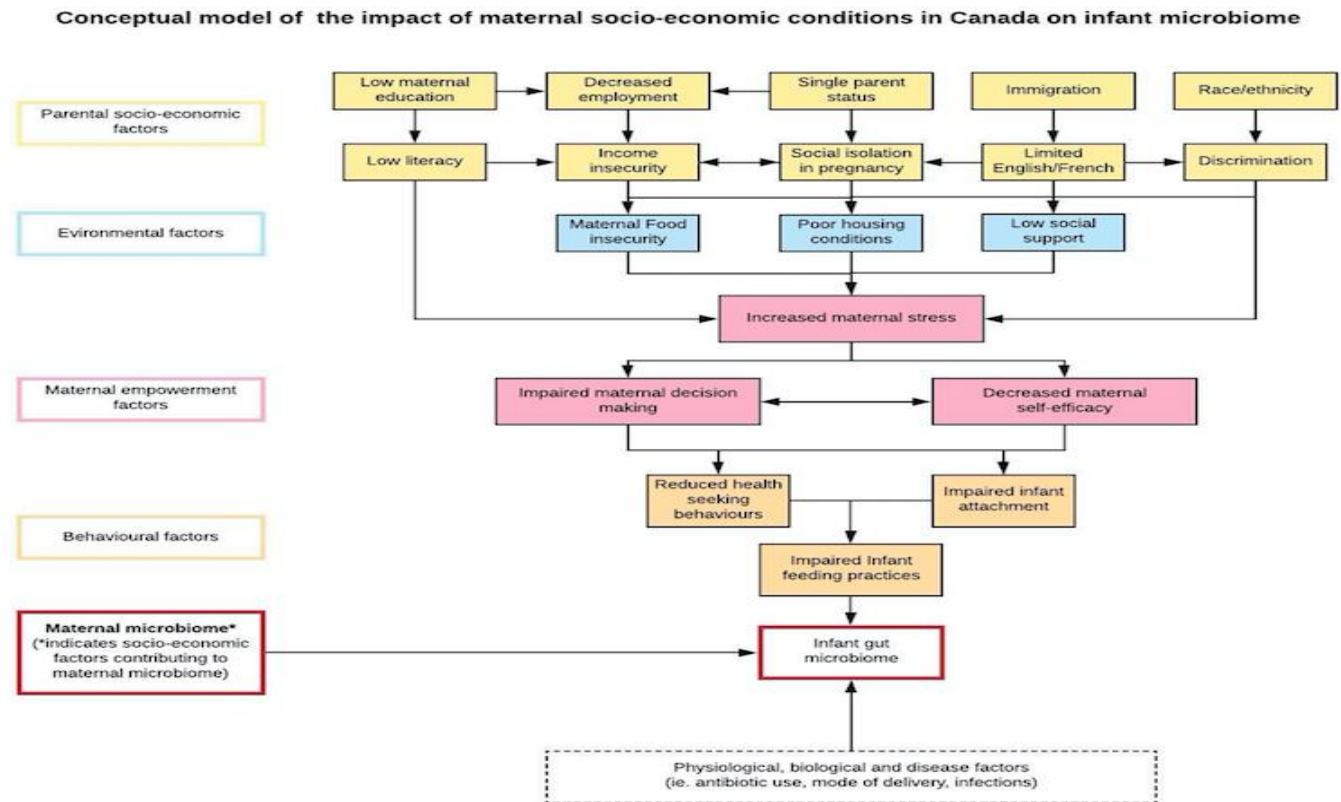 Conceptual model of the impact of maternal socio-economic conditions in Canada on infant microbiome
Low maternal
education
Decreased
employment
Single parent
status
Immigration
Race/ethnicity
Parental socio-economic
factors
Low literacy
Income
insecurity
Social isolation
in pregnancy
Limited
English/French
Discrimination
Evironmental factors
Maternal Food
insecurity
Poor housing
conditions
Low social
support
Increased maternal stress
Maternal empowerment
factors
Impaired maternal decision
making
Decreased maternal
self-efficacy
Reduced health
seeking
behaviours
Impaired infant
attachment
Behavioural factors
Impaired Infant
feeding practices
Maternal microbiome*
(*indicates socio-economic
factors contributing to
maternal microbiome)
Infant gut
microbiome
Physiological, biological and disease factors
(ie. antibiotic use, mode of delivery, infections)